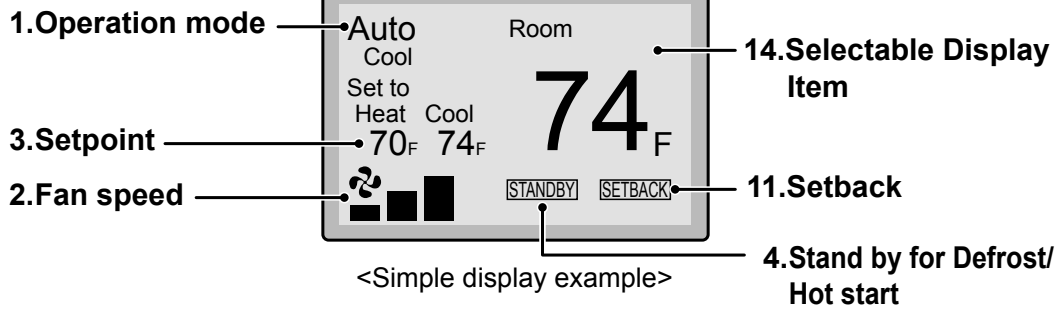 1.Operation mode
Auto
Cool
Room
14.Selectable Display
Item
Set to
Heat Cool
70F 74F
74F
3.Setpoint
2.Fan speed
STANDBY SETBACK
11.Setback
4.Stand by for Defrost/
Hot start
<Simple display example>